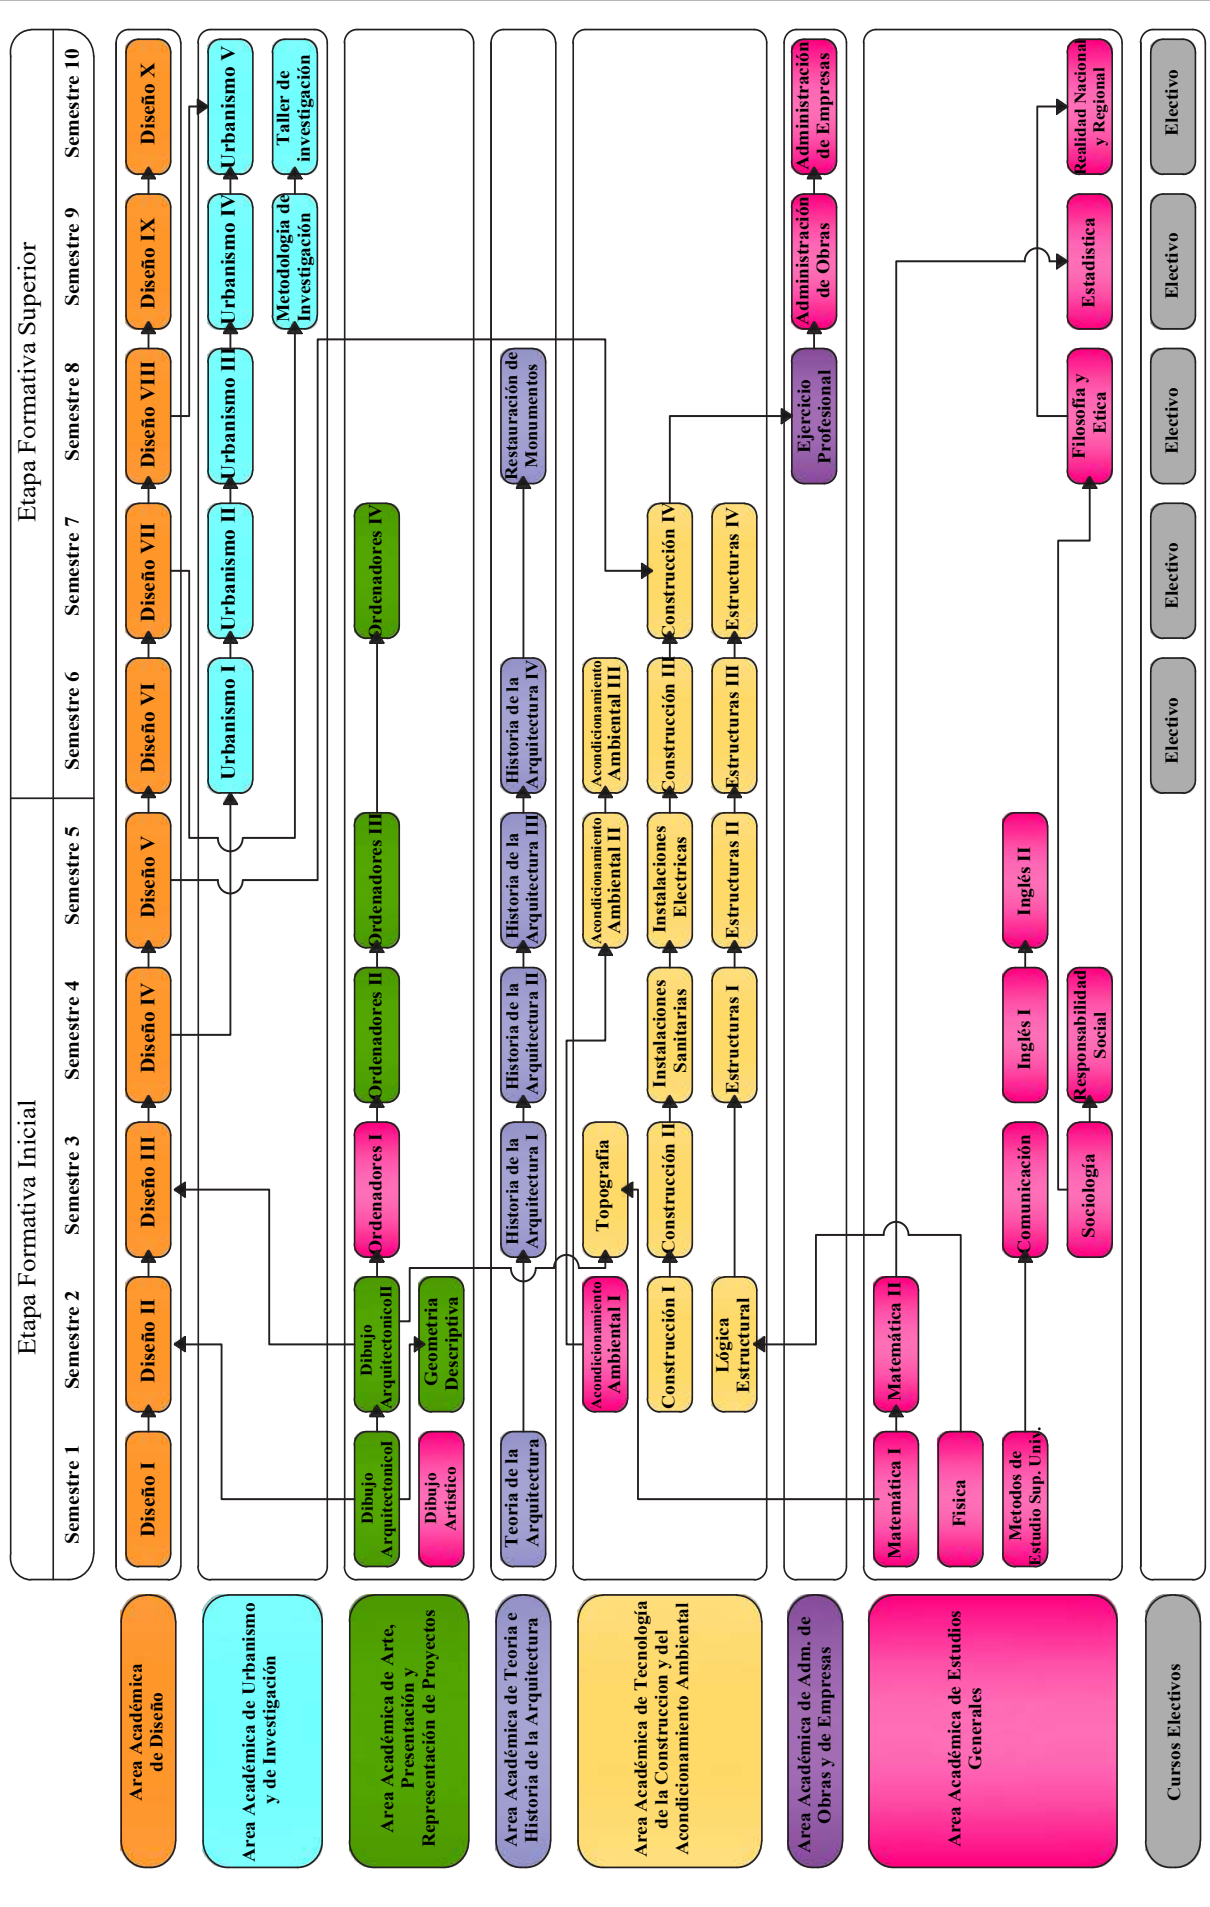 Etapa Formativa Inicial
Etapa Formativa Superior
Semestre 1
Semestre 2
Semestre 3
Semestre 4
Semestre 5
Semestre 6
Semestre 7
Semestre 8
Semestre 9
Semestre 10
Area Académica
de Diseño
Diseño I
Diseño II
Diseño III
Diseño IV
Diseño V
Diseño VI
Diseño VII
Diseño VIII
Diseño IX
Diseño X
Area Académica de Urbanismo
y de Investigación
Urbanismo I
Urbanismo II
Urbanismo III
Urbanismo IV
Urbanismo V
Metodologia de
Investigación
Taller de
investigación
Area Académica de Arte,
Presentación y
Representación de Proyectos
Dibujo
ArquitectonicoI
Dibujo
ArquitectonicoII
Ordenadores I
Ordenadores II
Ordenadores III
Ordenadores IV
Dibujo
Artistico
Geometria
Descriptiva
Area Académica de Teoria e
Historia de la Arquitectura
Teoria de la
Arquitectura
Historia de la
Arquitectura I
Historia de la
Arquitectura II
Historia de la
Arquitectura III
Historia de la
Arquitectura IV
Restauración de
Monumentos
Area Académica de Tecnología
de la Construccion y del
Acondicionamiento Ambiental
Acondicionamiento
Ambiental I
Topografia
Acondicionamiento
Ambiental II
Acondicionamiento
Ambiental III
Construcción I
Construcción II
Instalaciones
Sanitarias
Instalaciones
Electricas
Construcción III
Construcción IV
Lógica
Estructural
Estructuras I
Estructuras II
Estructuras III
Estructuras IV
Area Académica de Adm. de
Obras y de Empresas
Ejercicio
Profesional
Administración
de Obras
Administración
de Empresas
Area Académica de Estudios
Generales
Matemática I
Matemática II
Fisica
Metodos de
Estudio Sup. Univ.
Comunicación
Inglés I
Inglés II
Sociología
Responsabilidad
Social
Filosofía y
Etica
Estadistica
Realidad Nacional
y Regional
Cursos Electivos
Electivo
Electivo
Electivo
Electivo
Electivo